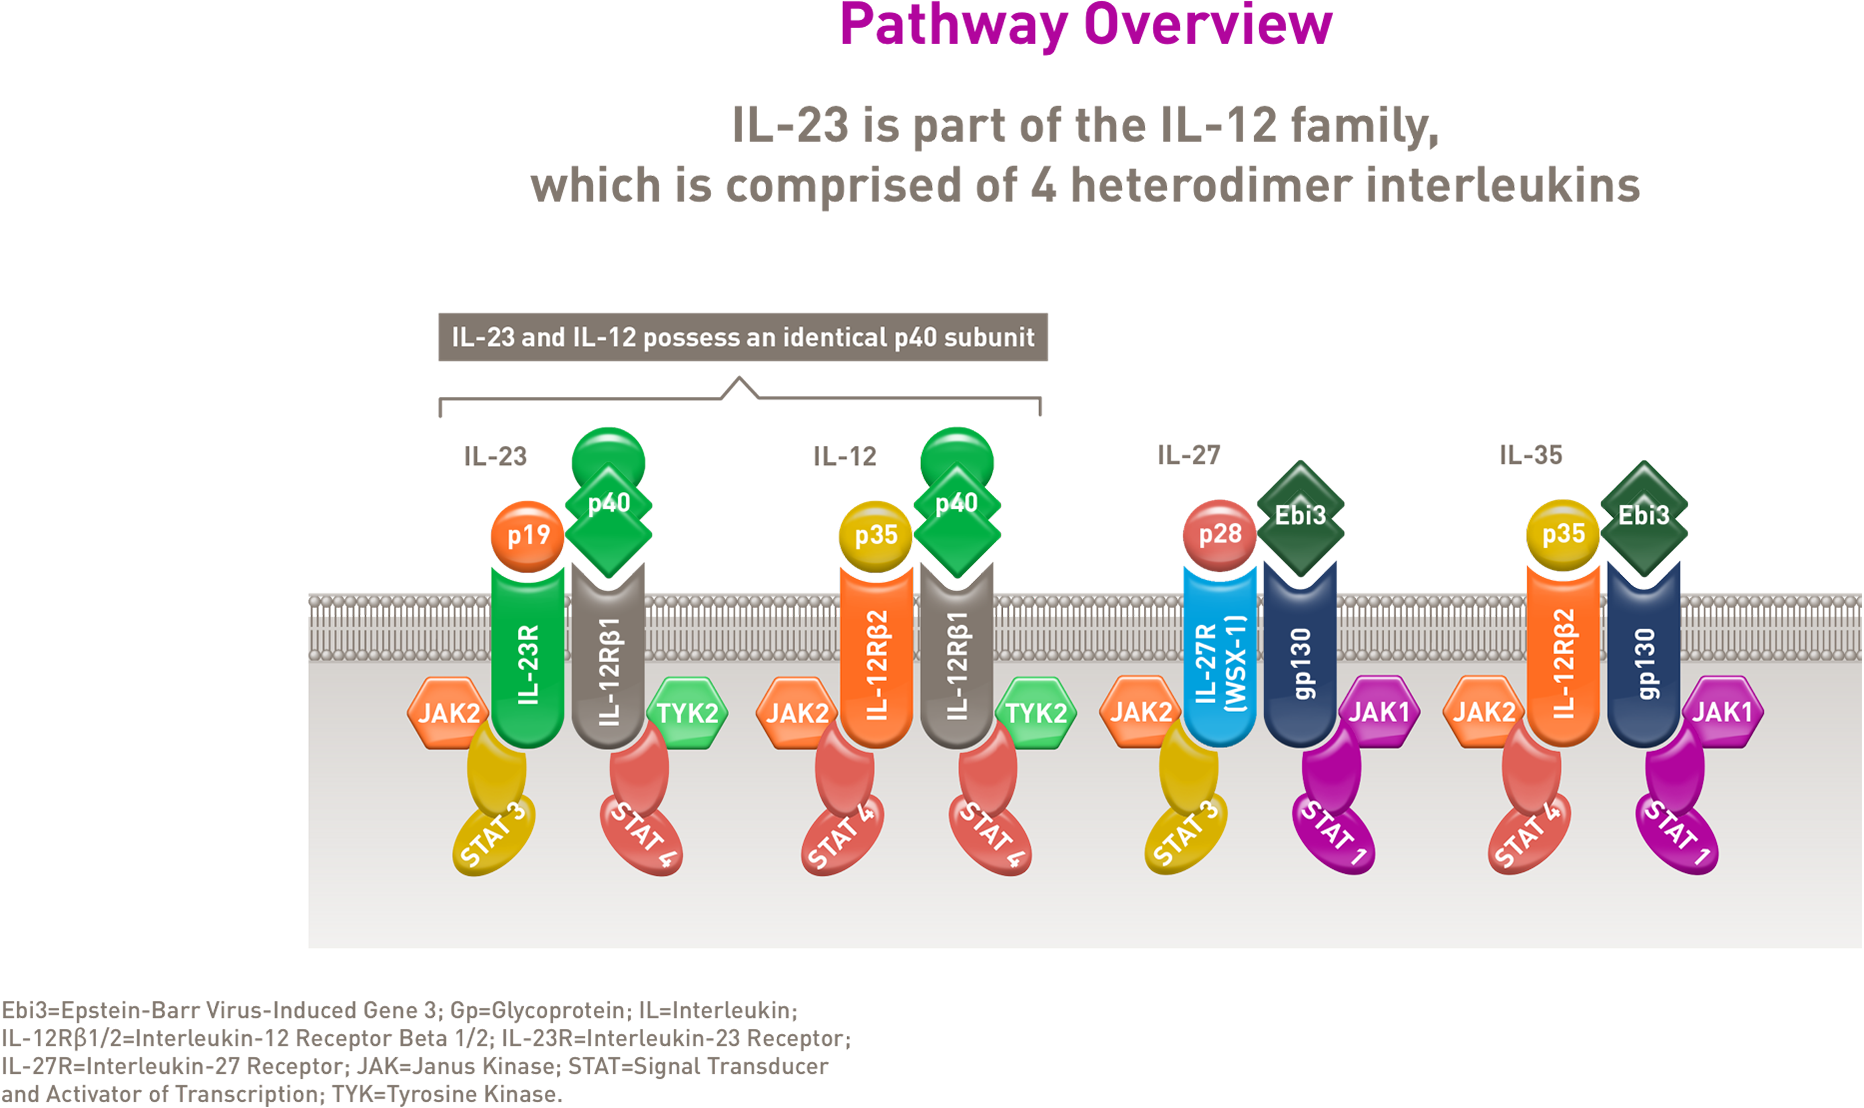 Pathway Overview
IL-23 is part of the IL-12 family,
which is comprised of 4 heterodimer interleukins
IL-23 and IL-12 possess an identical p40 subunit
IL-23
p19
p40
IL-23R
IL-12Rβ1
JAK2
TYK2
STAT 3
STAT 4
IL-12
p35
p40
IL-12Rβ2
IL-12Rβ1
JAK2
TYK2
STAT 4
STAT 4
IL-27
p28
Ebi3
IL-27R
(WSX-1)
gp130
JAK2
JAK1
STAT 3
STAT 1
IL-35
p35
Ebi3
IL-12Rβ2
gp130
JAK2
JAK1
STAT 4
STAT 1
Ebi3=Epstein-Barr Virus-Induced Gene 3; Gp=Glycoprotein; IL=Interleukin;
IL-12Rβ1/2=Interleukin-12 Receptor Beta 1/2; IL-23R=Interleukin-23 Receptor;
IL-27R=Interleukin-27 Receptor; JAK=Janus Kinase; STAT=Signal Transducer
and Activator of Transcription; TYK=Tyrosine Kinase.